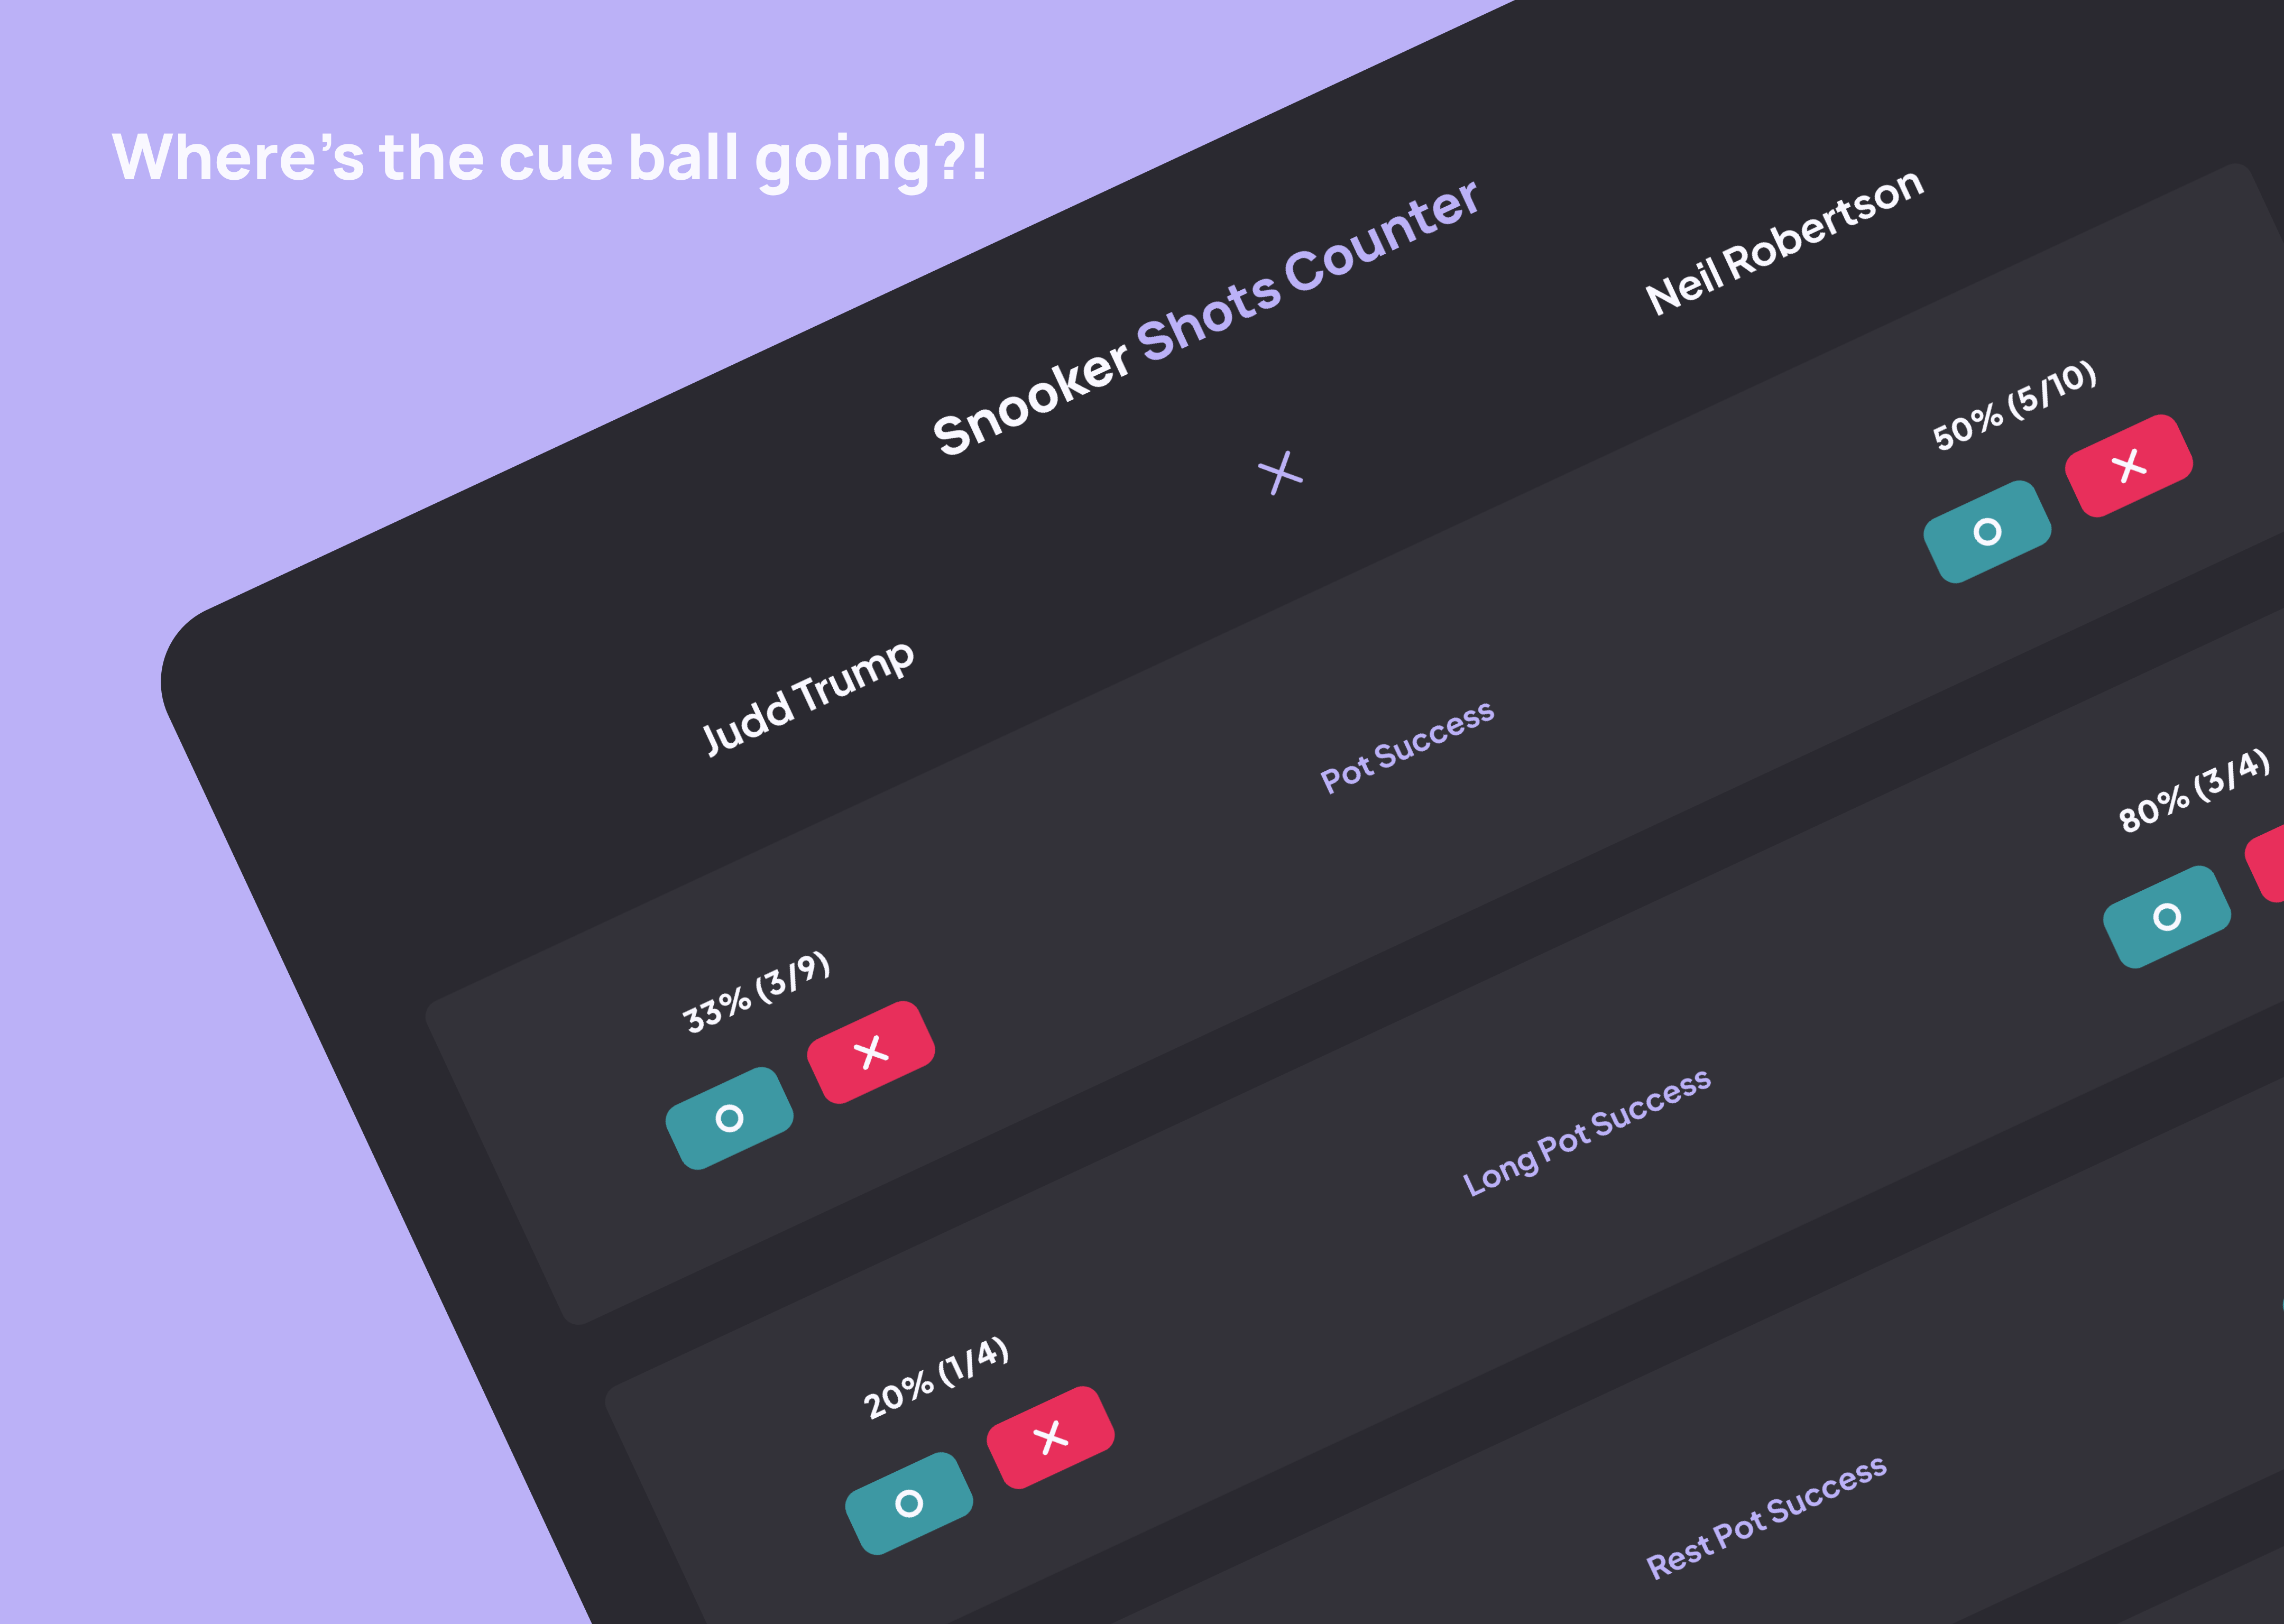 Where’s the cue ball going?!
Snooker Shots Counter
Judd Trump
Neil Robertson
33% (3/9)
Pot Success
50% (5/10)
20% (1/4)
Long Pot Success
80% (3/4)
Rest Pot Success